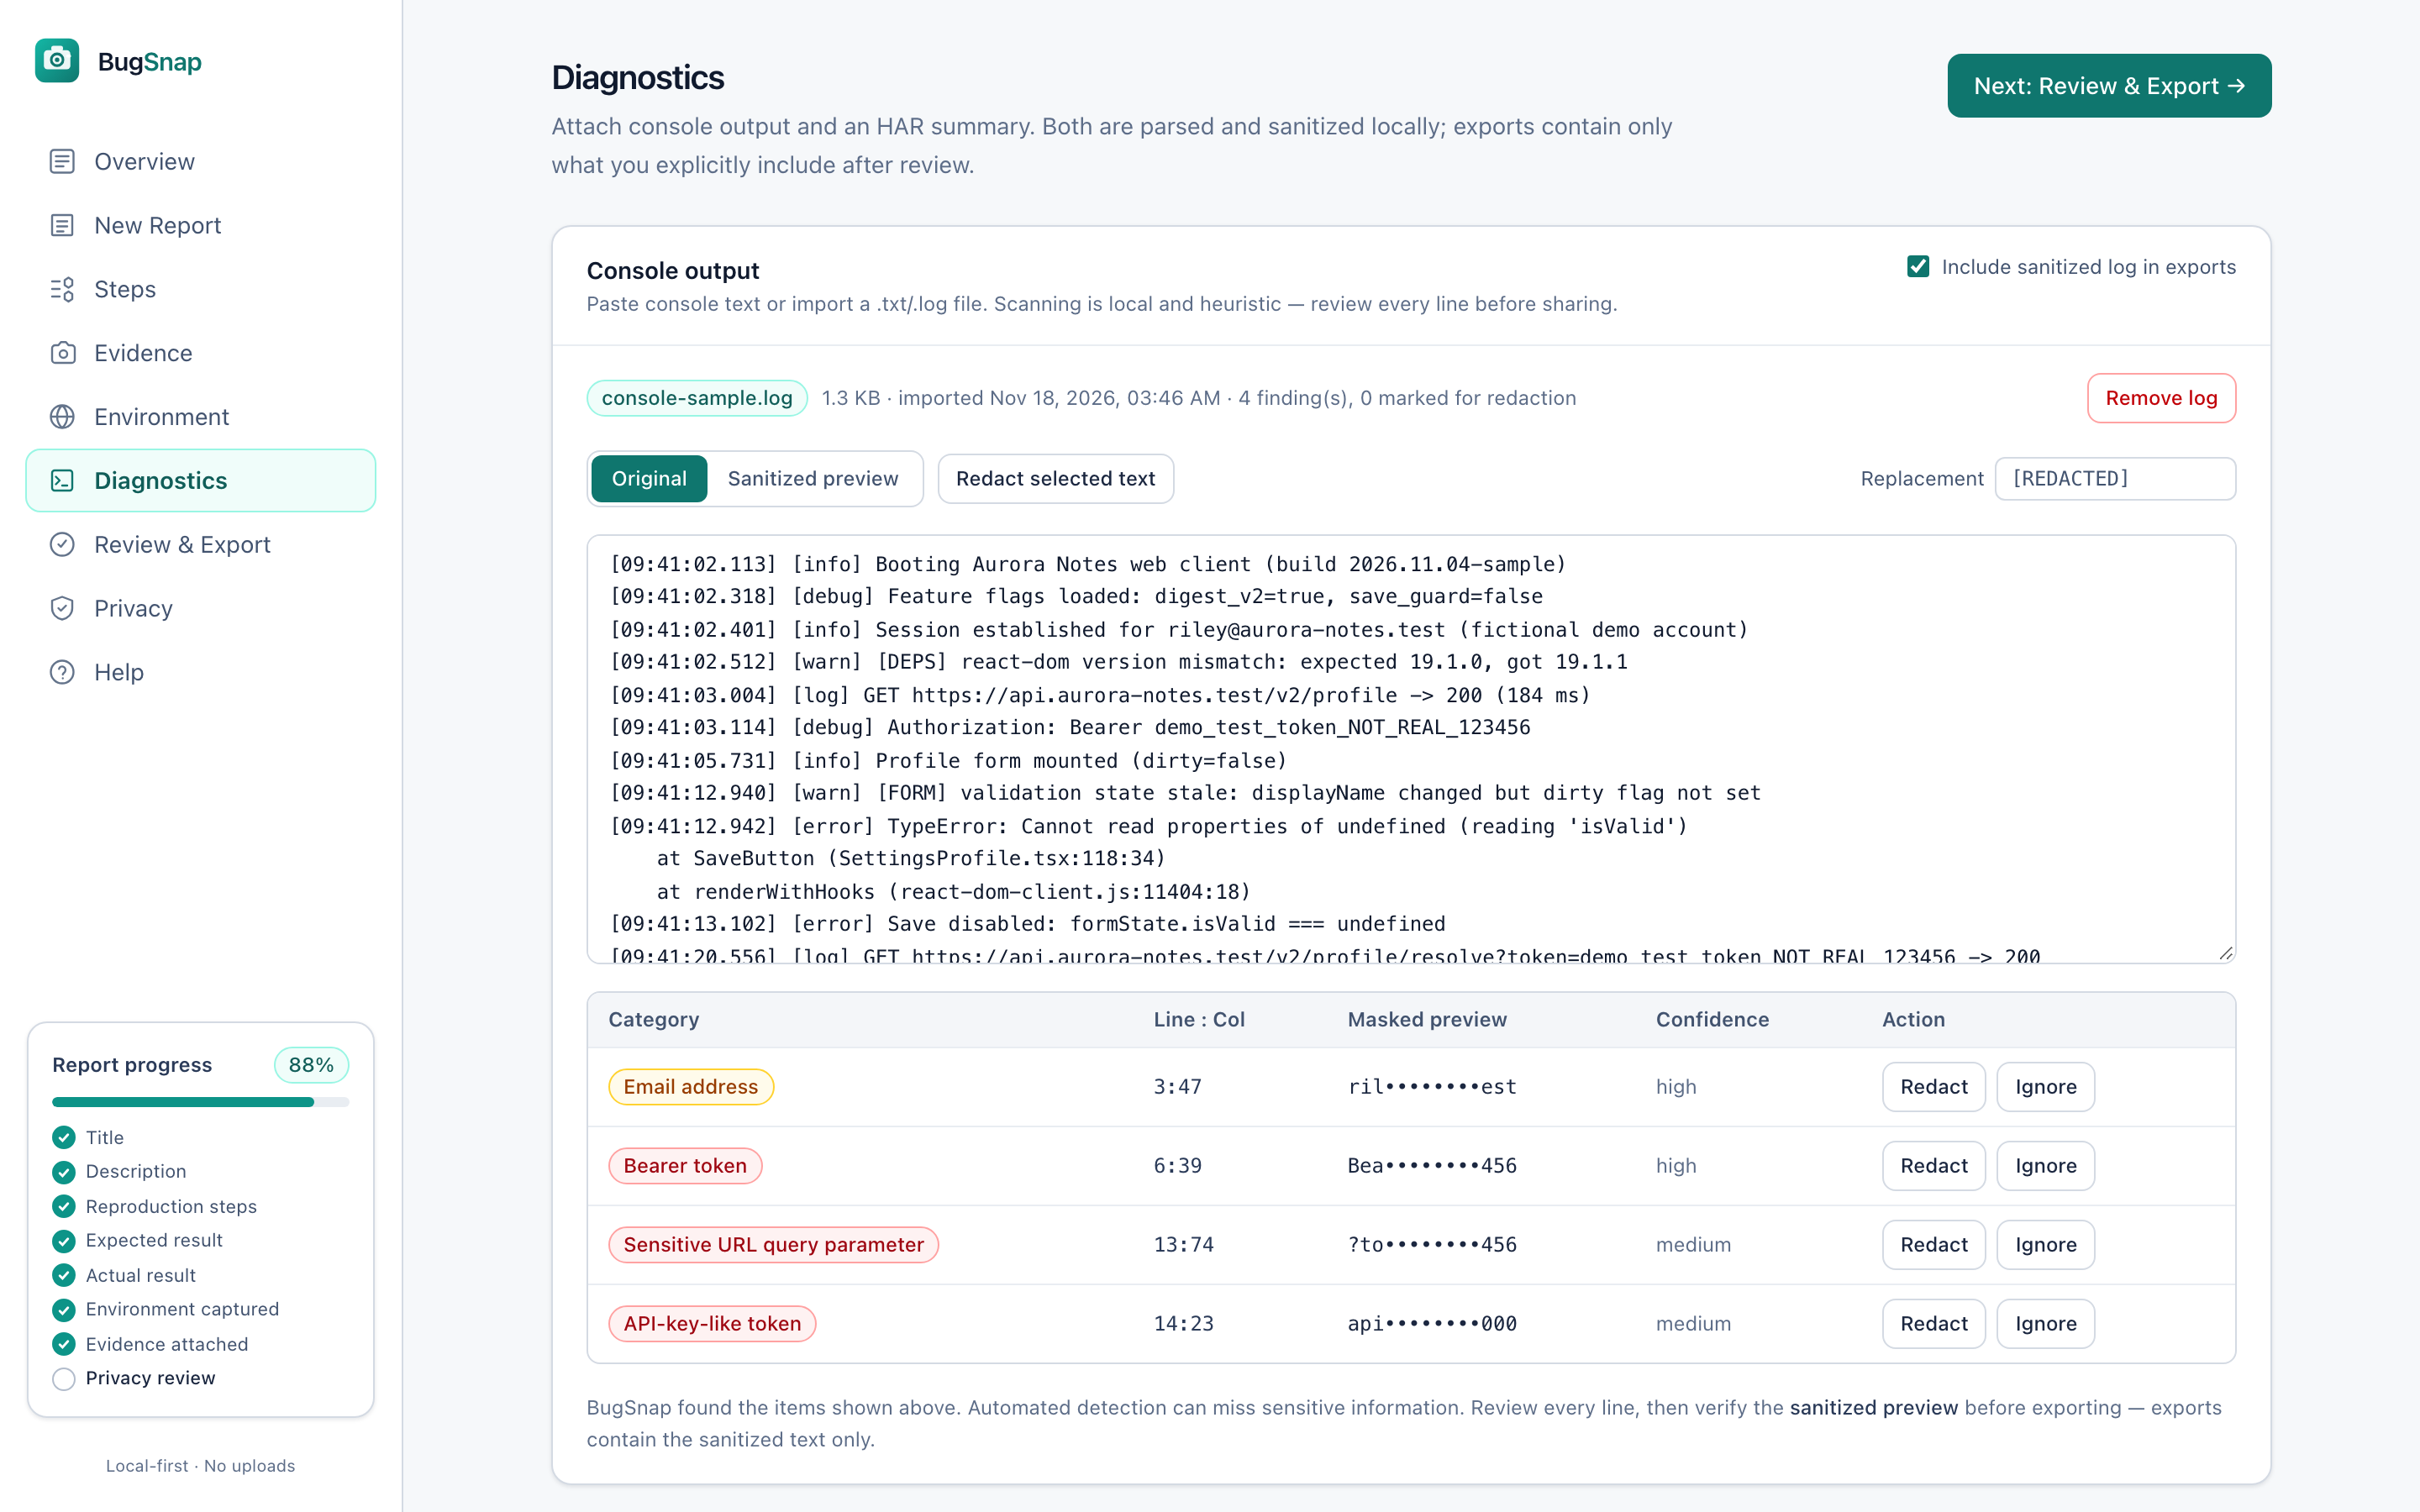 BugSnap
Overview
New Report
Steps
Evidence
Environment
Diagnostics
Review & Export
Privacy
Help
Report progress 88%
Title
Description
Reproduction steps
Expected result
Actual result
Environment captured
Evidence attached
Privacy review
Local-first · No uploads
Diagnostics
Attach console output and an HAR summary. Both are parsed and sanitized locally; exports contain only
what you explicitly include after review.
Next: Review & Export →
Console output
Paste console text or import a .txt/.log file. Scanning is local and heuristic — review every line before sharing.
Include sanitized log in exports
console-sample.log 1.3 KB · imported Nov 18, 2026, 03:46 AM · 4 finding(s), 0 marked for redaction
Remove log
Original Sanitized preview Redact selected text
Replacement [REDACTED]
[09:41:02.113] [info] Booting Aurora Notes web client (build 2026.11.04-sample)
[09:41:02.318] [debug] Feature flags loaded: digest_v2=true, save_guard=false
[09:41:02.401] [info] Session established for riley@aurora-notes.test (fictional demo account)
[09:41:02.512] [warn] [DEPS] react-dom version mismatch: expected 19.1.0, got 19.1.1
[09:41:03.004] [log] GET https://api.aurora-notes.test/v2/profile -> 200 (184 ms)
[09:41:03.114] [debug] Authorization: Bearer demo_test_token_NOT_REAL_123456
[09:41:05.731] [info] Profile form mounted (dirty=false)
[09:41:12.940] [warn] [FORM] validation state stale: displayName changed but dirty flag not set
[09:41:12.942] [error] TypeError: Cannot read properties of undefined (reading 'isValid')
at SaveButton (SettingsProfile.tsx:118:34)
at renderWithHooks (react-dom-client.js:11404:18)
[09:41:13.102] [error] Save disabled: formState.isValid === undefined
[09:41:20.556] [log] GET https://api.aurora-notes.test/v2/profile/resolve?token=demo_test_token_NOT_REAL_123456 -> 200
Category Line : Col Masked preview Confidence Action
Email address 3:47 ril••••••••est high Redact Ignore
Bearer token 6:39 Bea••••••••456 high Redact Ignore
Sensitive URL query parameter 13:74 ?to••••••••456 medium Redact Ignore
API-key-like token 14:23 api••••••••000 medium Redact Ignore
BugSnap found the items shown above. Automated detection can miss sensitive information. Review every line, then verify the sanitized preview before exporting — exports
contain the sanitized text only.